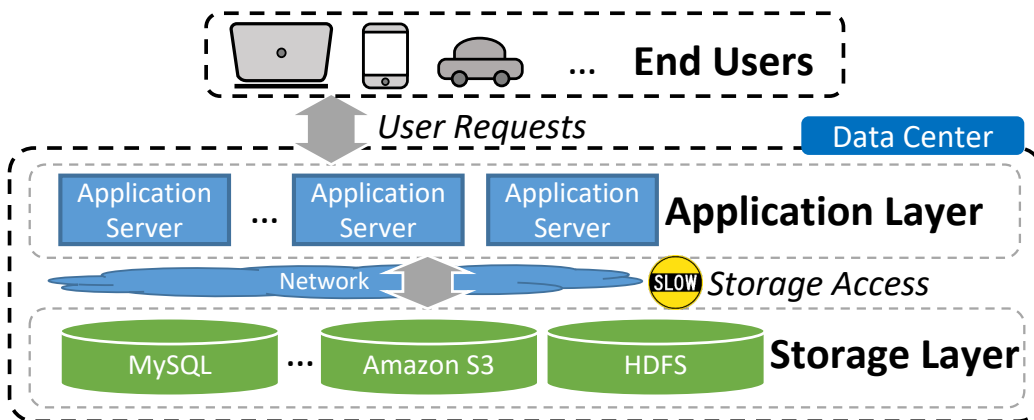 ... End Users
User Requests
Data Center
Application
Server
...
Application
Server
Application
Server
Application Layer
Network
SLOW
Storage Access
MySQL
...
Amazon S3
HDFS
Storage Layer